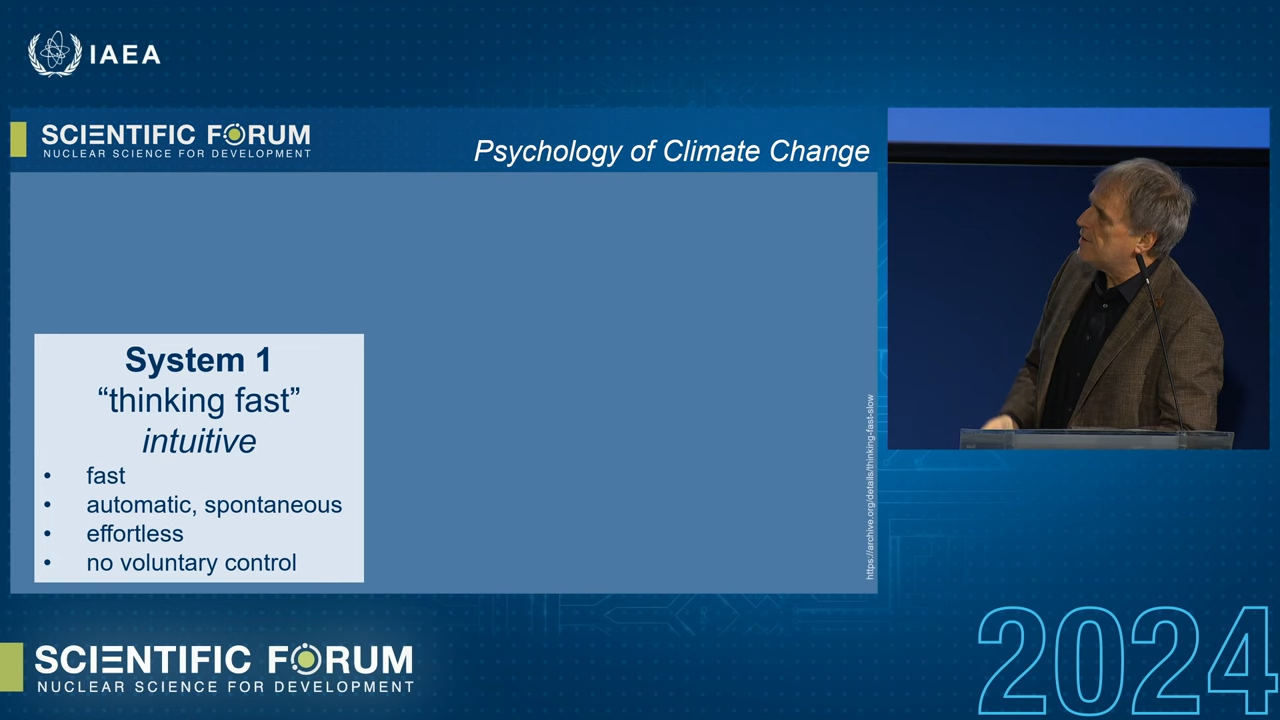 IAEA
SCIENTIFIC FORUM
NUCLEAR SCIENCE FOR DEVELOPMENT
Psychology of Climate Change
System 1
“thinking fast”
intuitive
• fast
• automatic, spontaneous
• effortless
• no voluntary control
https://archive.org/details/thinking-fast-slow
SCIENTIFIC FORUM
NUCLEAR SCIENCE FOR DEVELOPMENT
2024